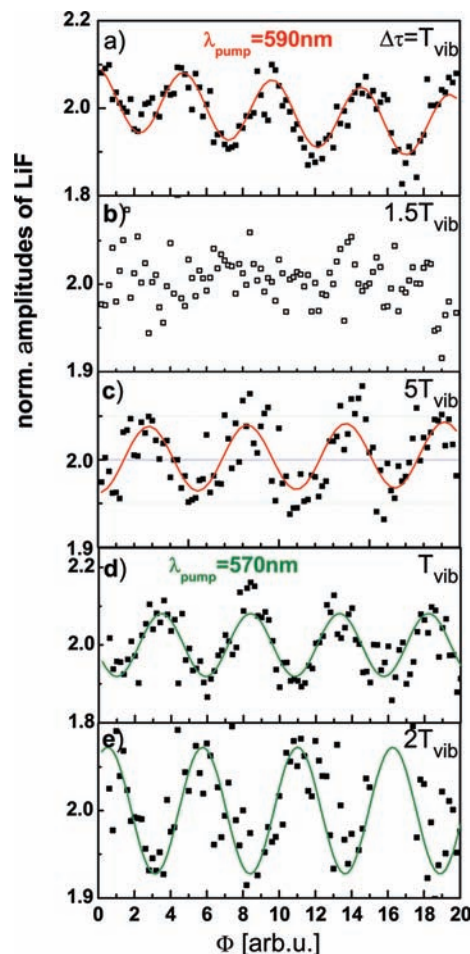 norm. amplitudes of LiF
a) λpump=590nm Δτ=Tvib
2.2
2.0
1.8
b) 1.5Tvib
2.0
1.9
c) 5Tvib
2.0
1.9
d) λpump=570nm Tvib
2.2
2.0
1.8
e) 2Tvib
2.0
1.9
0 2 4 6 8 10 12 14 16 18 20
Φ [arb.u.]